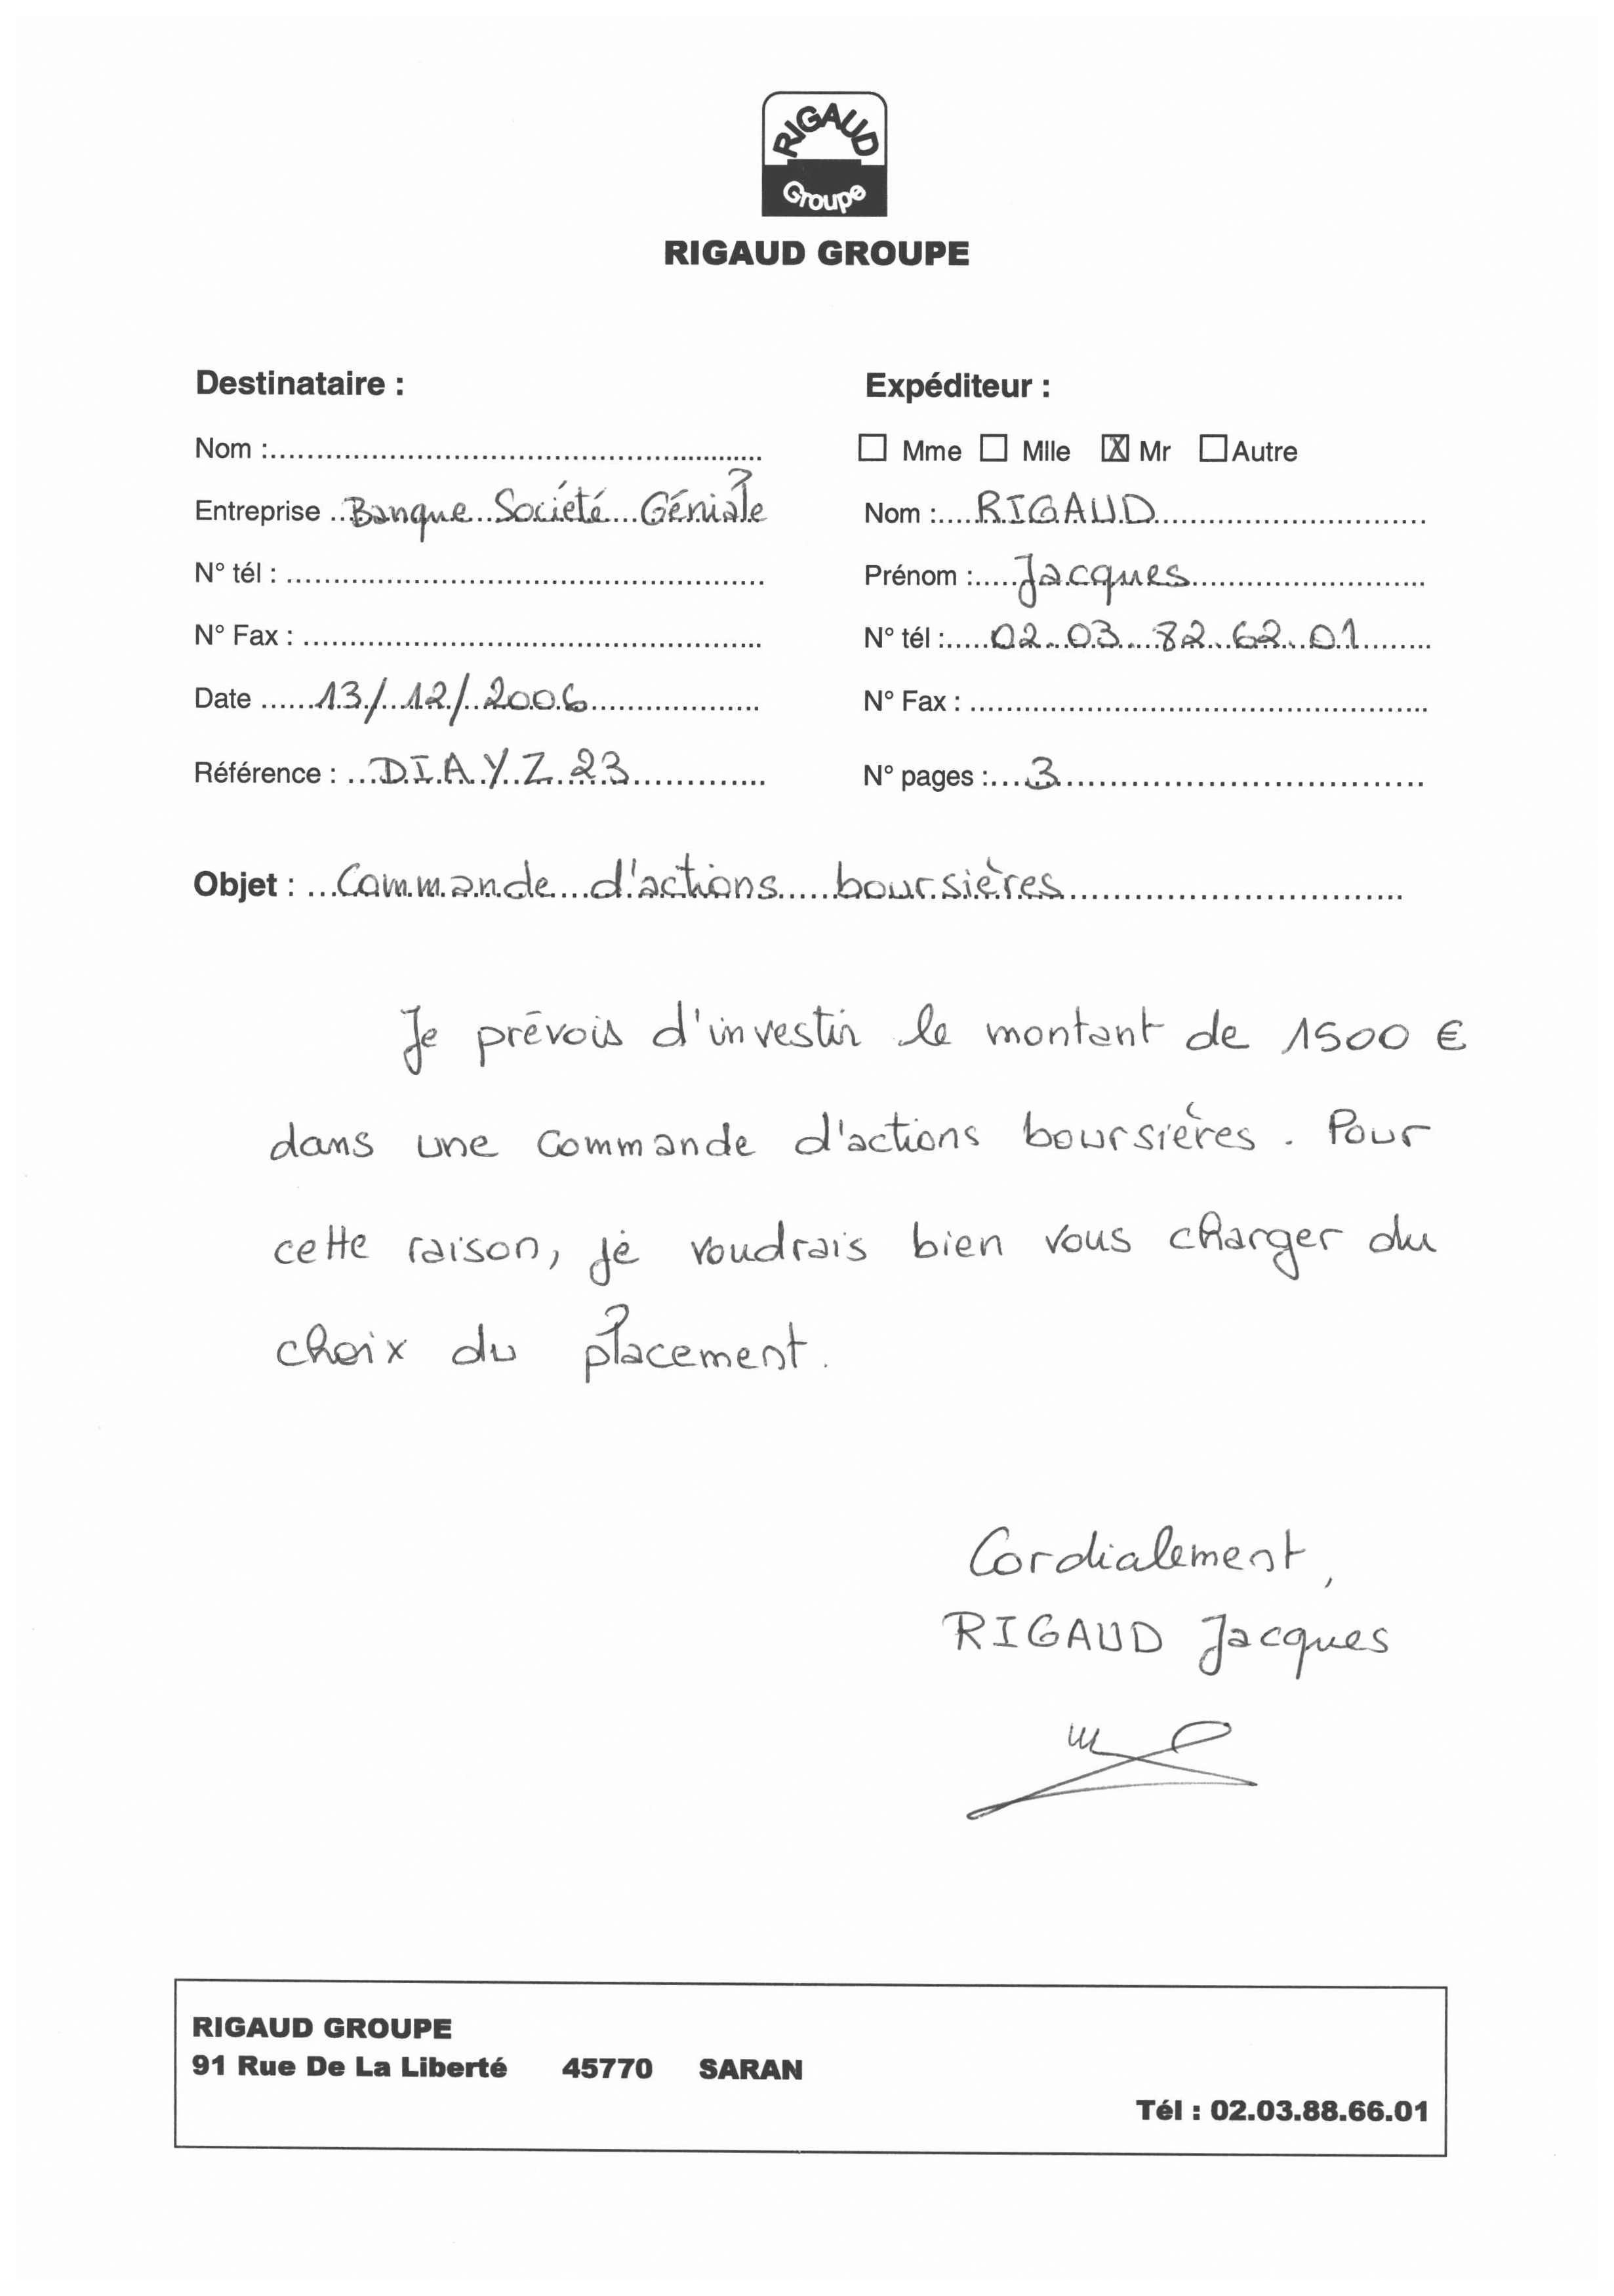 RIGAUD
Groupe
RIGAUD GROUPE
Destinataire :
Nom :
Entreprise Banque Société Géniale
N° tél :
N° Fax :
Date 13/12/2006
Référence : DIAYZ23
Expéditeur :
Mme Mlle X Mr Autre
Nom : RIGAUD
Prénom : Jacques
N° tél : 02 03 82 62 01
N° Fax :
N° pages : 3
Objet : Commande d'actions boursières
Je prévois d'investir le montant de 1500 €
dans une commande d'actions boursières. Pour
cette raison, je voudrais bien vous charger du
choix du placement.
Cordialement,
RIGAUD Jacques
RIGAUD GROUPE
91 Rue De La Liberté 45770 SARAN
Tél : 02.03.88.66.01